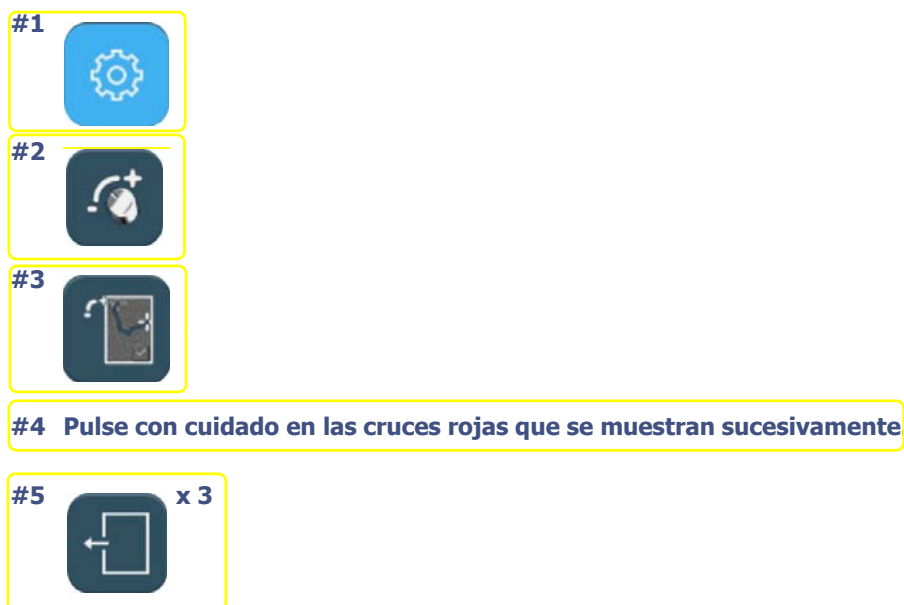 #1
#2
#3
#4 Pulse con cuidado en las cruces rojas que se muestran sucesivamente.
#5 x 3